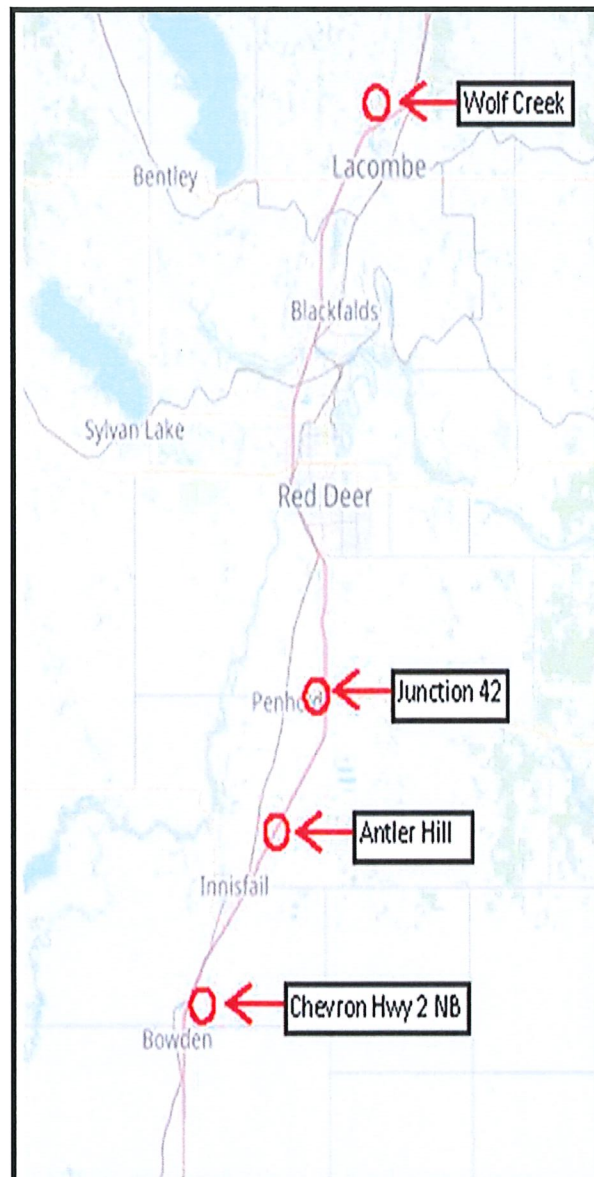 Wolf Creek
Lacombe
Bentley
Blackfalds
Sylvan Lake
Red Deer
Junction 42
Penhold
Antler Hill
Innisfail
Chevron Hwy 2 NB
Bowden